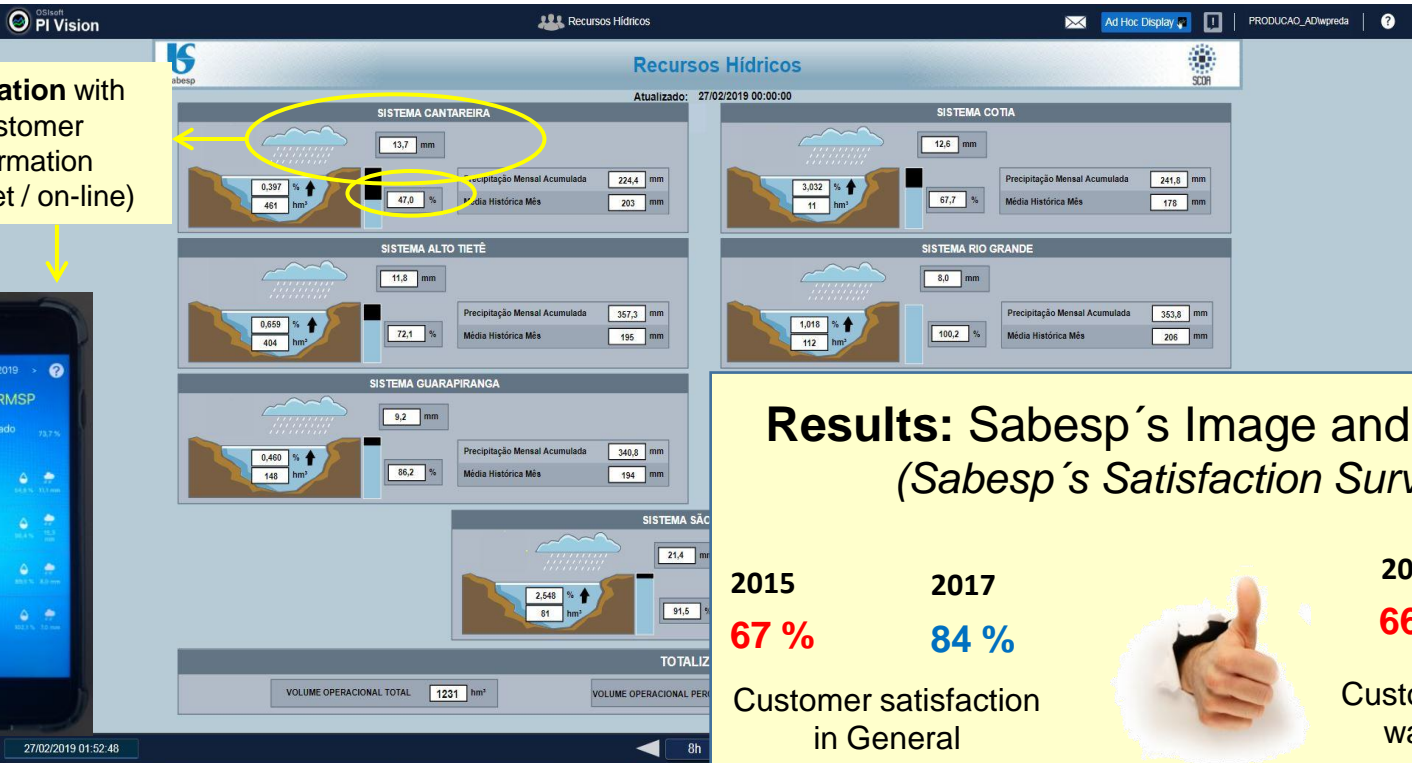 OSIsoft
PI Vision
Recursos Hídricos
Ad Hoc Display
PRODUCAO_AD\wpreda
?
Recursos Hídricos
SCOA
Atualizado: 27/02/2019 00:00:00
ation with
stomer
rmation
et / on-line)
SISTEMA CANTAREIRA
13,7 mm
0,397 %
461 hm³
47,0 %
Precipitação Mensal Acumulada 224,4 mm
Média Histórica Mês 203 mm
SISTEMA COTIA
12,6 mm
3,032 %
11 hm³
67,7 %
Precipitação Mensal Acumulada 241,8 mm
Média Histórica Mês 178 mm
SISTEMA ALTO TIETÊ
11,8 mm
0,659 %
404 hm³
72,1 %
Precipitação Mensal Acumulada 357,3 mm
Média Histórica Mês 195 mm
SISTEMA RIO GRANDE
8,0 mm
1,018 %
112 hm³
100,2 %
Precipitação Mensal Acumulada 353,8 mm
Média Histórica Mês 206 mm
SISTEMA GUARAPIRANGA
9,2 mm
0,460 %
148 hm³
86,2 %
Precipitação Mensal Acumulada 340,8 mm
Média Histórica Mês 194 mm
SISTEMA SÃO
21,4 mm
2,548 %
81 hm³
91,5 %
TOTALIZ
VOLUME OPERACIONAL TOTAL 1231 hm³
VOLUME OPERACIONAL PERC
2019 > ?
RMSP
ado 73,7 %
Results: Sabesp´s Image and
(Sabesp´s Satisfaction Surv
2015 2017
67 % 84 %
Customer satisfaction
in General
20
66
Custo
wa
27/02/2019 01:52:48
8h